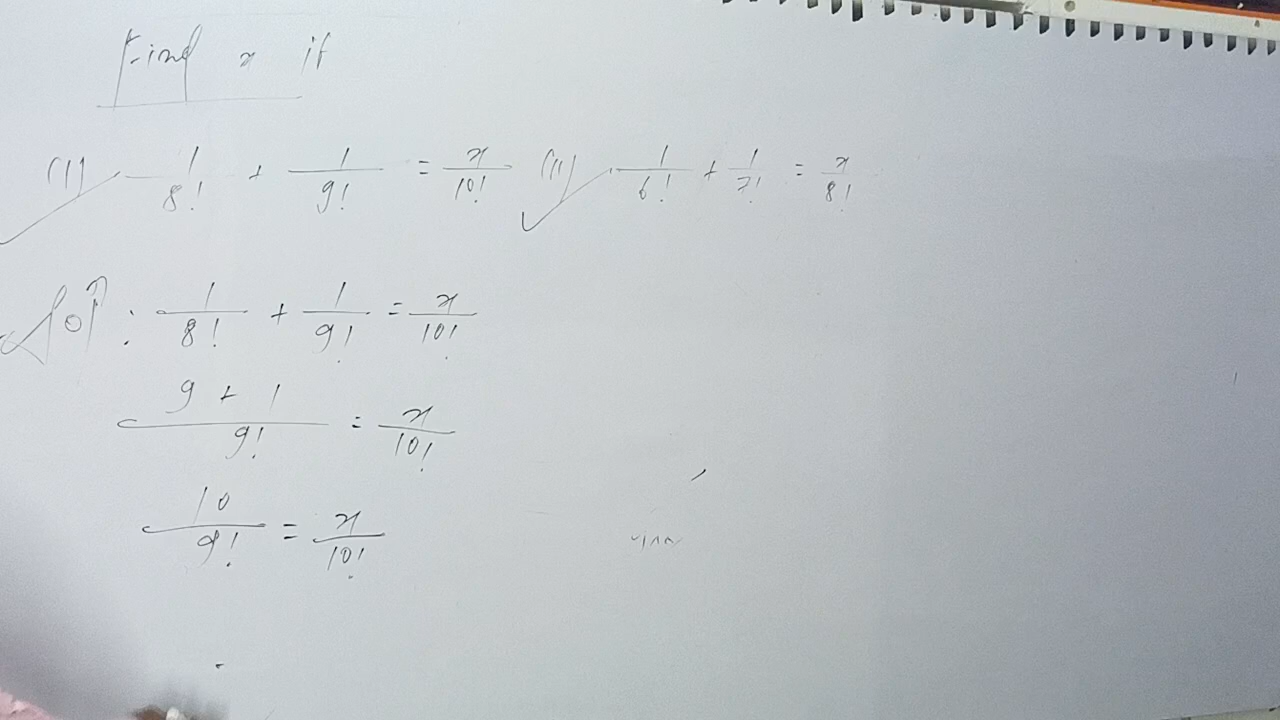 Find x if
(I) 1/8! + 1/9! = x/10! (II) 1/6! + 1/7! = x/8!
Sol: 1/8! + 1/9! = x/10!
9 + 1/9! = x/10!
10/9! = x/10!